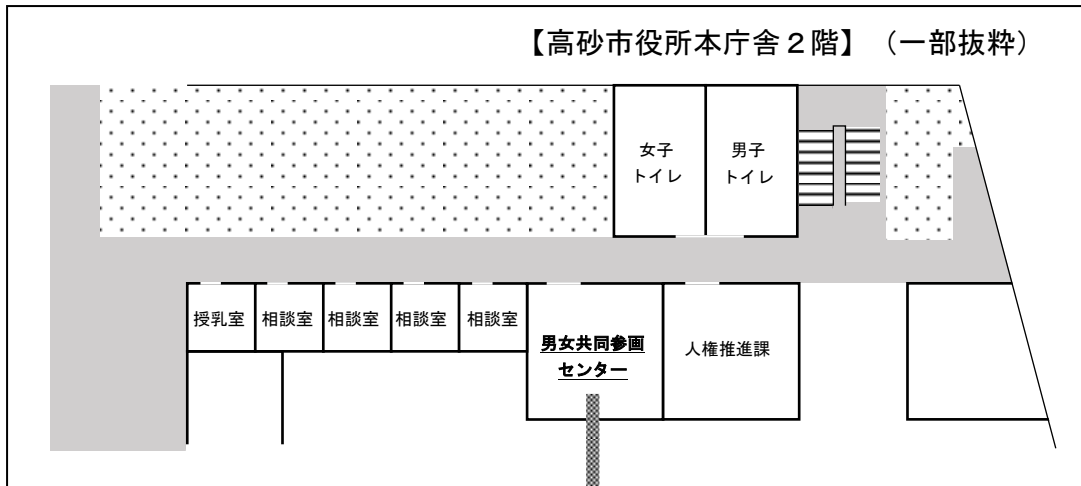 【高砂市役所本庁舎２階】（一部抜粋）
女子
トイレ
男子
トイレ
授乳室
相談室
相談室
相談室
相談室
男女共同参画
センター
人権推進課